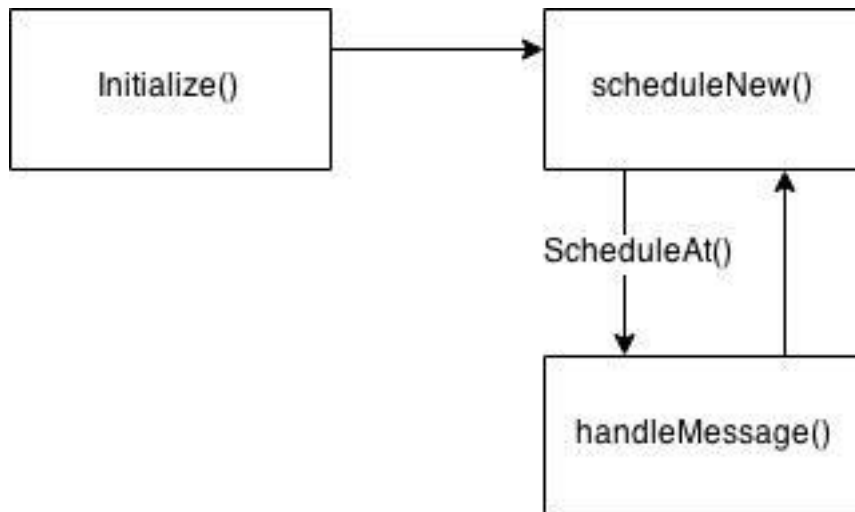 Initialize()
scheduleNew()
ScheduleAt()
handleMessage()